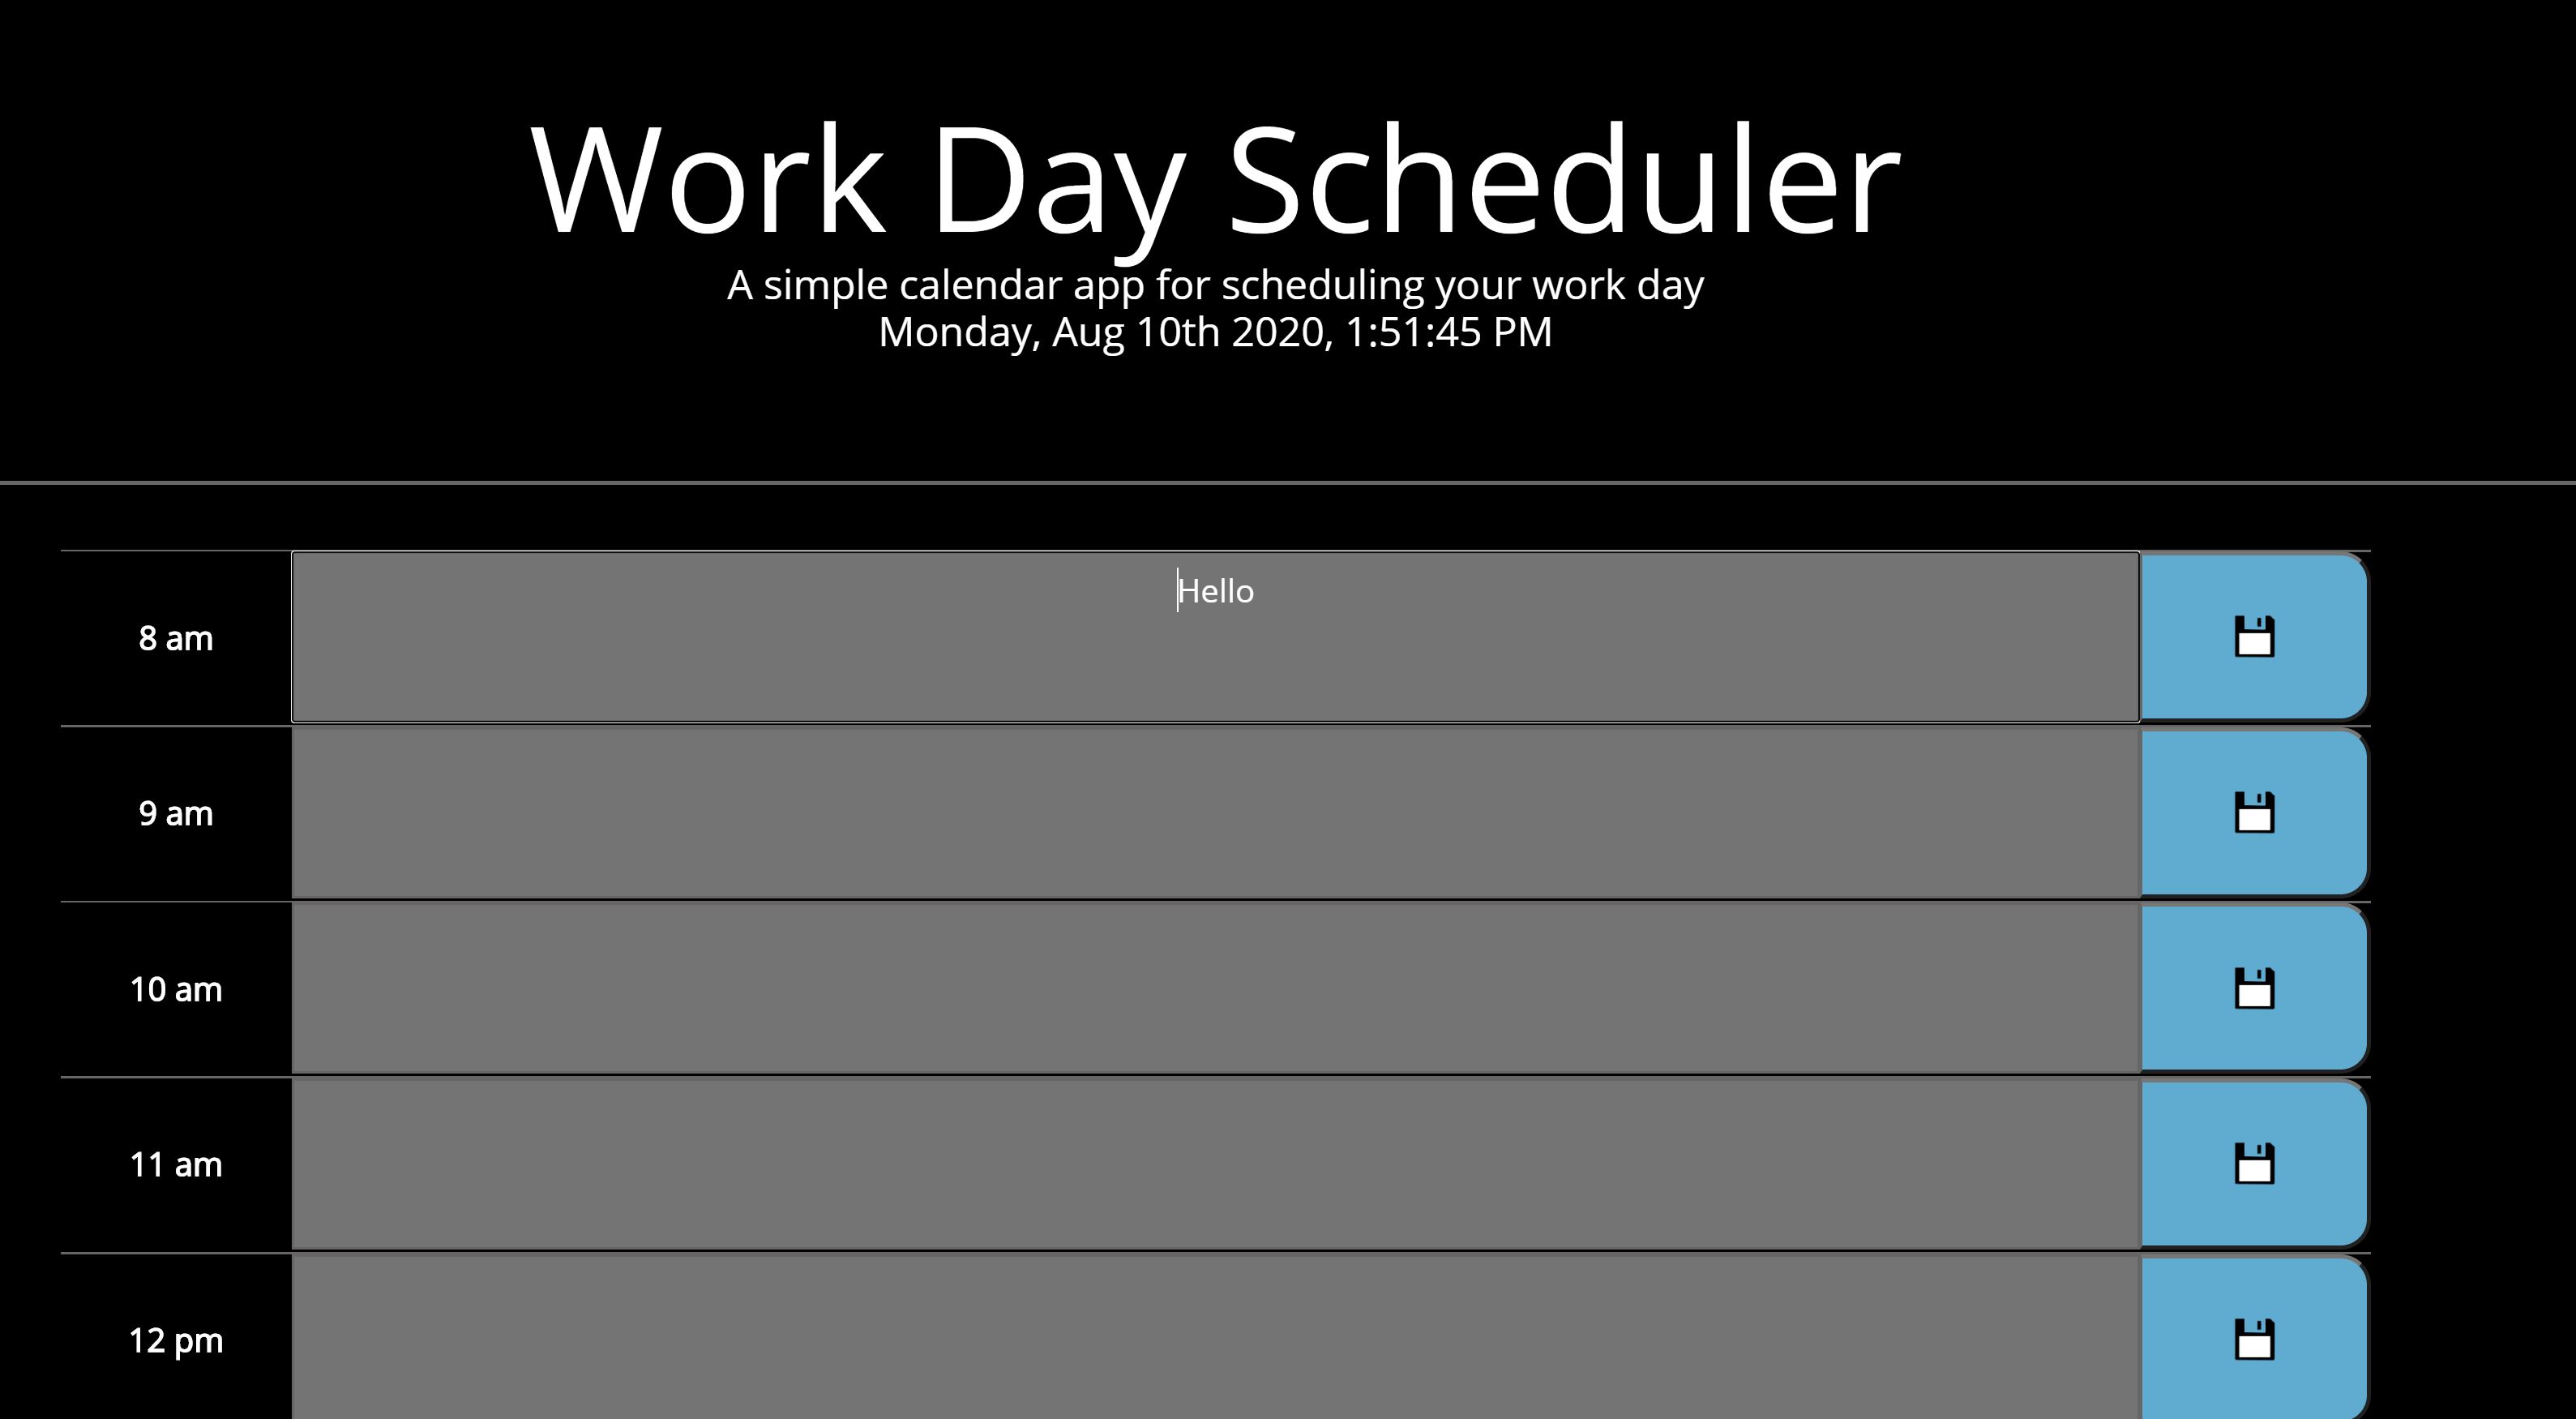 Work Day Scheduler
A simple calendar app for scheduling your work day
Monday, Aug 10th 2020, 1:51:45 PM
Hello
8 am
9 am
10 am
11 am
12 pm